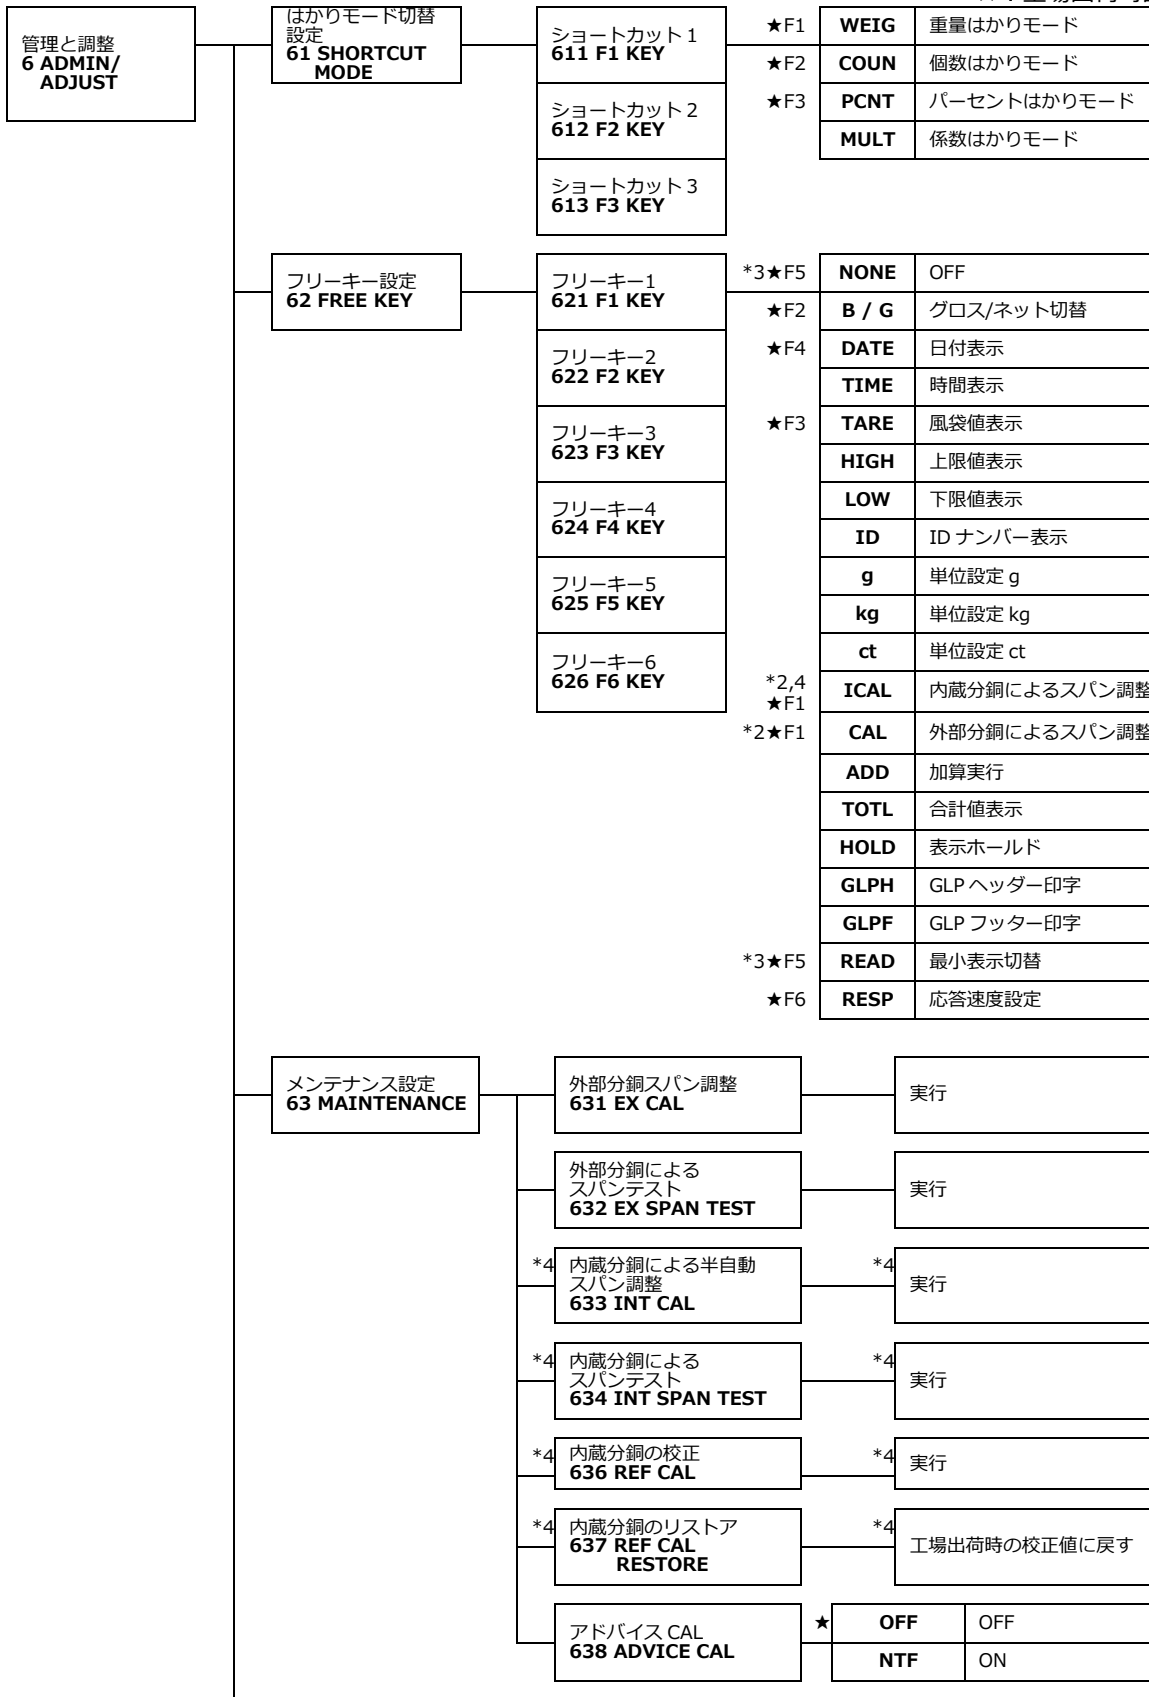 管理と調整
6 ADMIN/
ADJUST
はかりモード切替
設定
61 SHORTCUT
MODE
ショートカット 1
611 F1 KEY
ショートカット 2
612 F2 KEY
ショートカット 3
613 F3 KEY
★F1 WEIG 重量はかりモード
★F2 COUN 個数はかりモード
★F3 PCNT パーセントはかりモード
MULT 係数はかりモード
フリーキー設定
62 FREE KEY
フリーキー1
621 F1 KEY
フリーキー2
622 F2 KEY
フリーキー3
623 F3 KEY
フリーキー4
624 F4 KEY
フリーキー5
625 F5 KEY
フリーキー6
626 F6 KEY
*3★F5 NONE OFF
★F2 B / G グロス/ネット切替
★F4 DATE 日付表示
TIME 時間表示
★F3 TARE 風袋値表示
HIGH 上限値表示
LOW 下限値表示
ID ID ナンバー表示
g 単位設定 g
kg 単位設定 kg
ct 単位設定 ct
*2,4
★F1 ICAL 内蔵分銅によるスパン調整
*2★F1 CAL 外部分銅によるスパン調整
ADD 加算実行
TOTL 合計値表示
HOLD 表示ホールド
GLPH GLP ヘッダー印字
GLPF GLP フッター印字
*3★F5 READ 最小表示切替
★F6 RESP 応答速度設定
メンテナンス設定
63 MAINTENANCE
外部分銅スパン調整
631 EX CAL
実行
外部分銅による
スパンテスト
632 EX SPAN TEST
実行
*4 内蔵分銅による半自動
スパン調整
633 INT CAL
*4 実行
*4 内蔵分銅による
スパンテスト
634 INT SPAN TEST
*4 実行
*4 内蔵分銅の校正
636 REF CAL
*4 実行
*4 内蔵分銅のリストア
637 REF CAL
RESTORE
*4 工場出荷時の校正値に戻す
アドバイス CAL
638 ADVICE CAL
★ OFF OFF
NTF ON